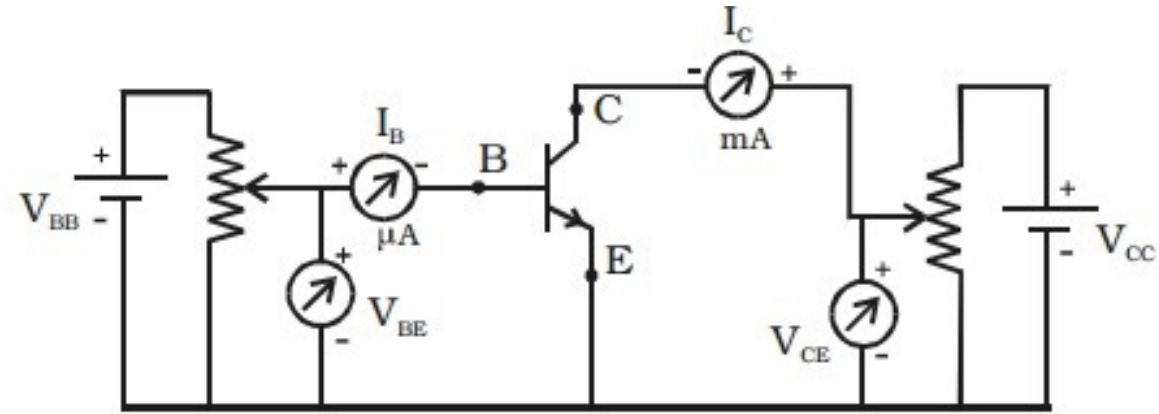 I_C
- +
mA
C
I_B
+ -
μA
B
E
+
V_BB
-
+
V_BE
-
+
V_CE
-
+
V_CC
-